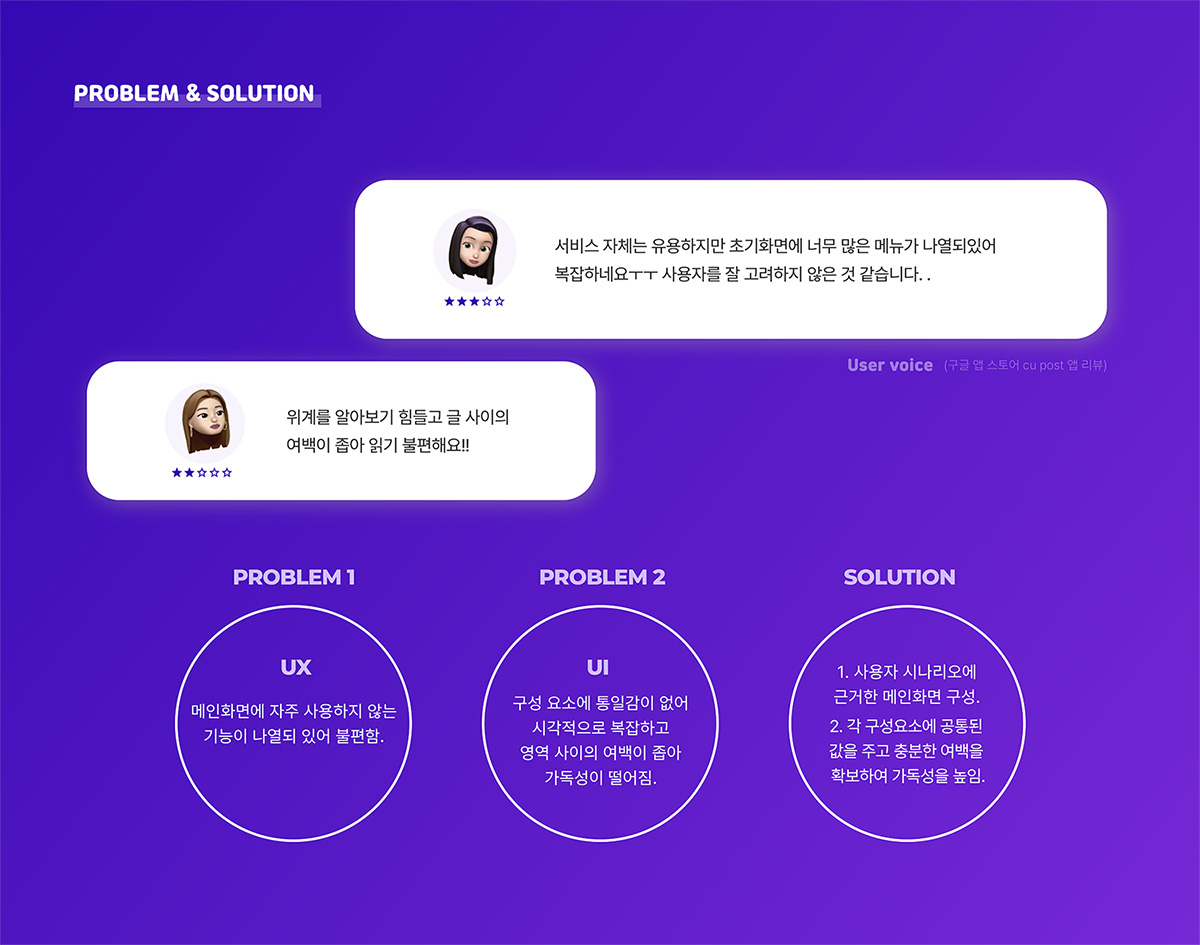 PROBLEM & SOLUTION
서비스 자체는 유용하지만 초기화면에 너무 많은 메뉴가 나열되있어
복잡하네요ㅜㅜ 사용자를 잘 고려하지 않은 것 같습니다. .
★★★☆☆
User voice (구글 앱 스토어 cu post 앱 리뷰)
위계를 알아보기 힘들고 글 사이의
여백이 좁아 읽기 불편해요!!
★★☆☆☆
PROBLEM 1
UX
메인화면에 자주 사용하지 않는
기능이 나열되 있어 불편함.
PROBLEM 2
UI
구성 요소에 통일감이 없어
시각적으로 복잡하고
영역 사이의 여백이 좁아
가독성이 떨어짐.
SOLUTION
1. 사용자 시나리오에
근거한 메인화면 구성.
2. 각 구성요소에 공통된
값을 주고 충분한 여백을
확보하여 가독성을 높임.